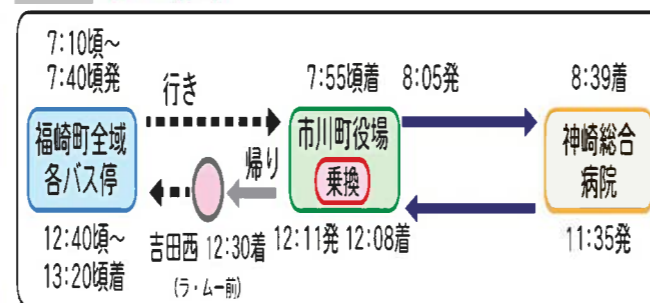 7:10頃～
7:40頃発
行き
7:55頃着 8:05発
8:39着
福崎町全域
各バス停
市川町役場
乗換
神崎総合
病院
帰り
12:40頃～
13:20頃着
吉田西 12:30着
(ラ・ムー前)
12:11発 12:08着
11:35発